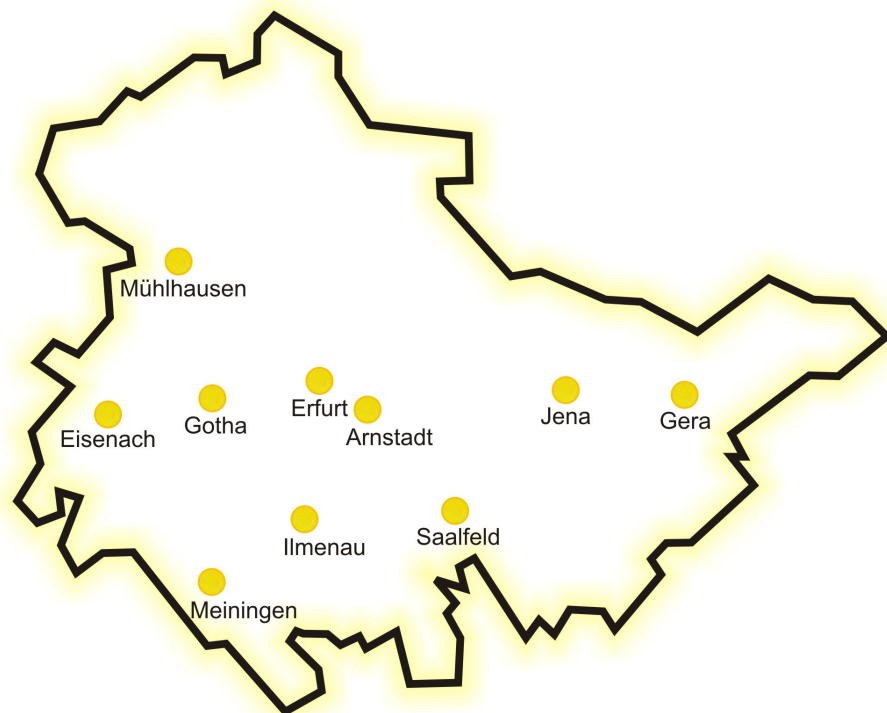 Mühlhausen
Erfurt
Jena
Gera
Gotha
Eisenach
Arnstadt
Saalfeld
Ilmenau
Meiningen